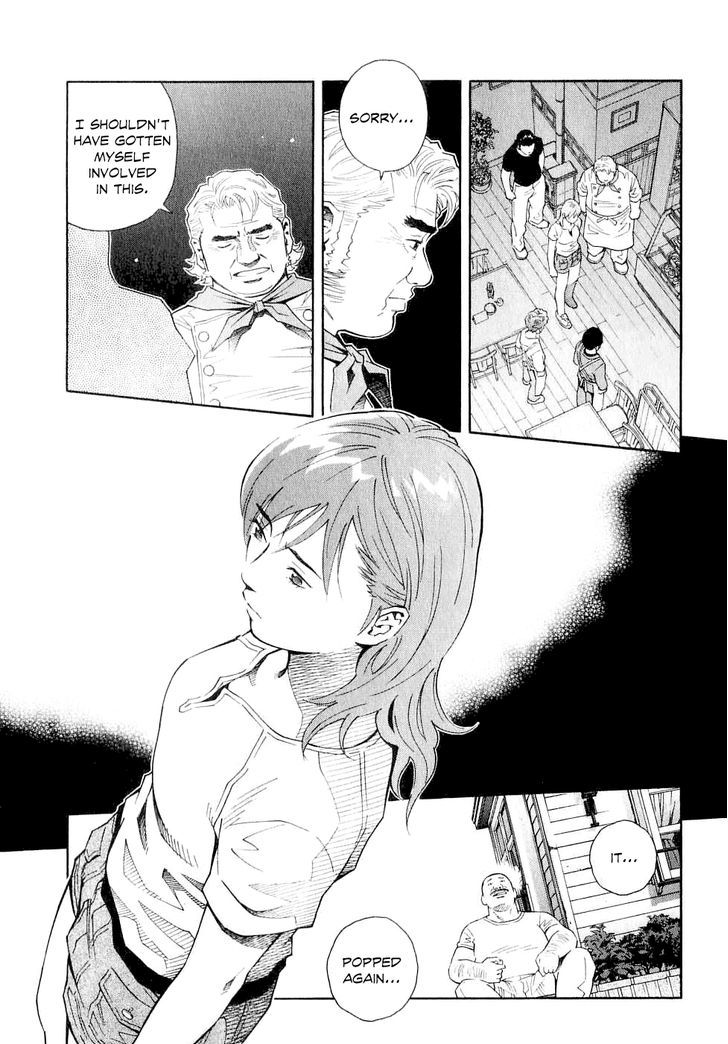 SORRY...
I SHOULDN'T
HAVE GOTTEN
MYSELF
INVOLVED
IN THIS.
IT...
POPPED
AGAIN...